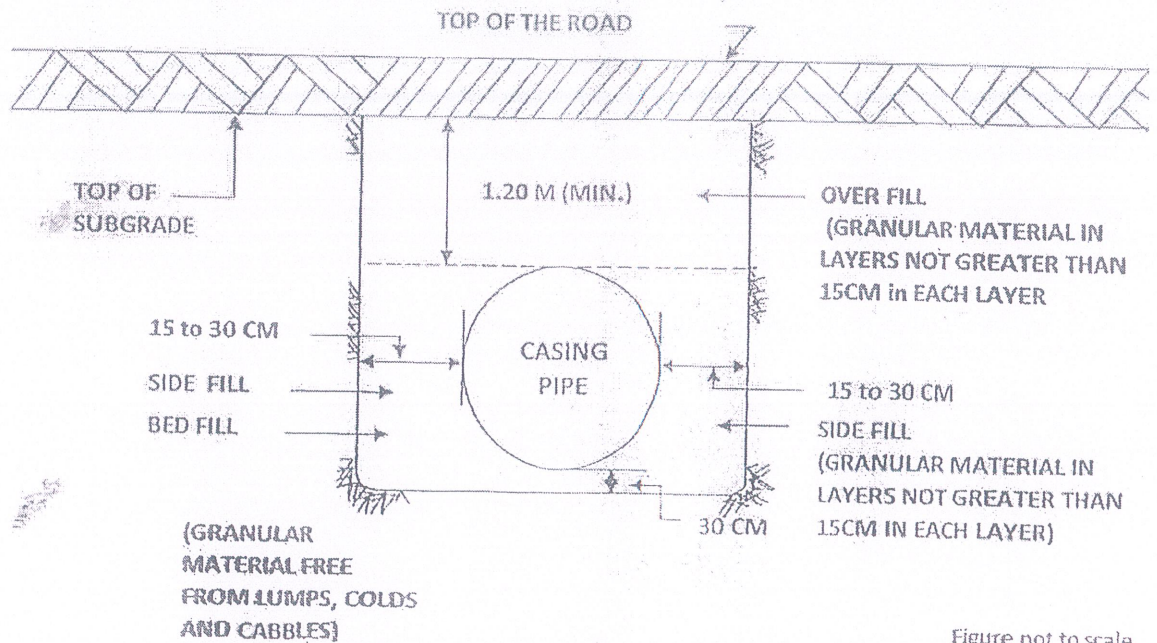 TOP OF THE ROAD
TOP OF
SUBGRADE
1.20 M (MIN.)
OVER FILL
(GRANULAR MATERIAL IN
LAYERS NOT GREATER THAN
15CM in EACH LAYER
15 to 30 CM
SIDE FILL
BED FILL
CASING
PIPE
15 to 30 CM
SIDE FILL
(GRANULAR MATERIAL IN
LAYERS NOT GREATER THAN
15CM IN EACH LAYER)
30 CM
(GRANULAR
MATERIAL FREE
FROM LUMPS, COLDS
AND CABBLES)
Figure not to scale